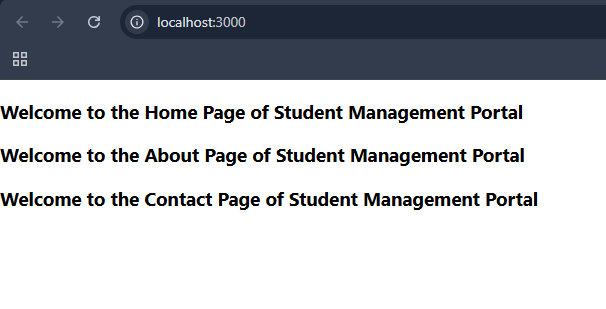 localhost:3000
Welcome to the Home Page of Student Management Portal
Welcome to the About Page of Student Management Portal
Welcome to the Contact Page of Student Management Portal